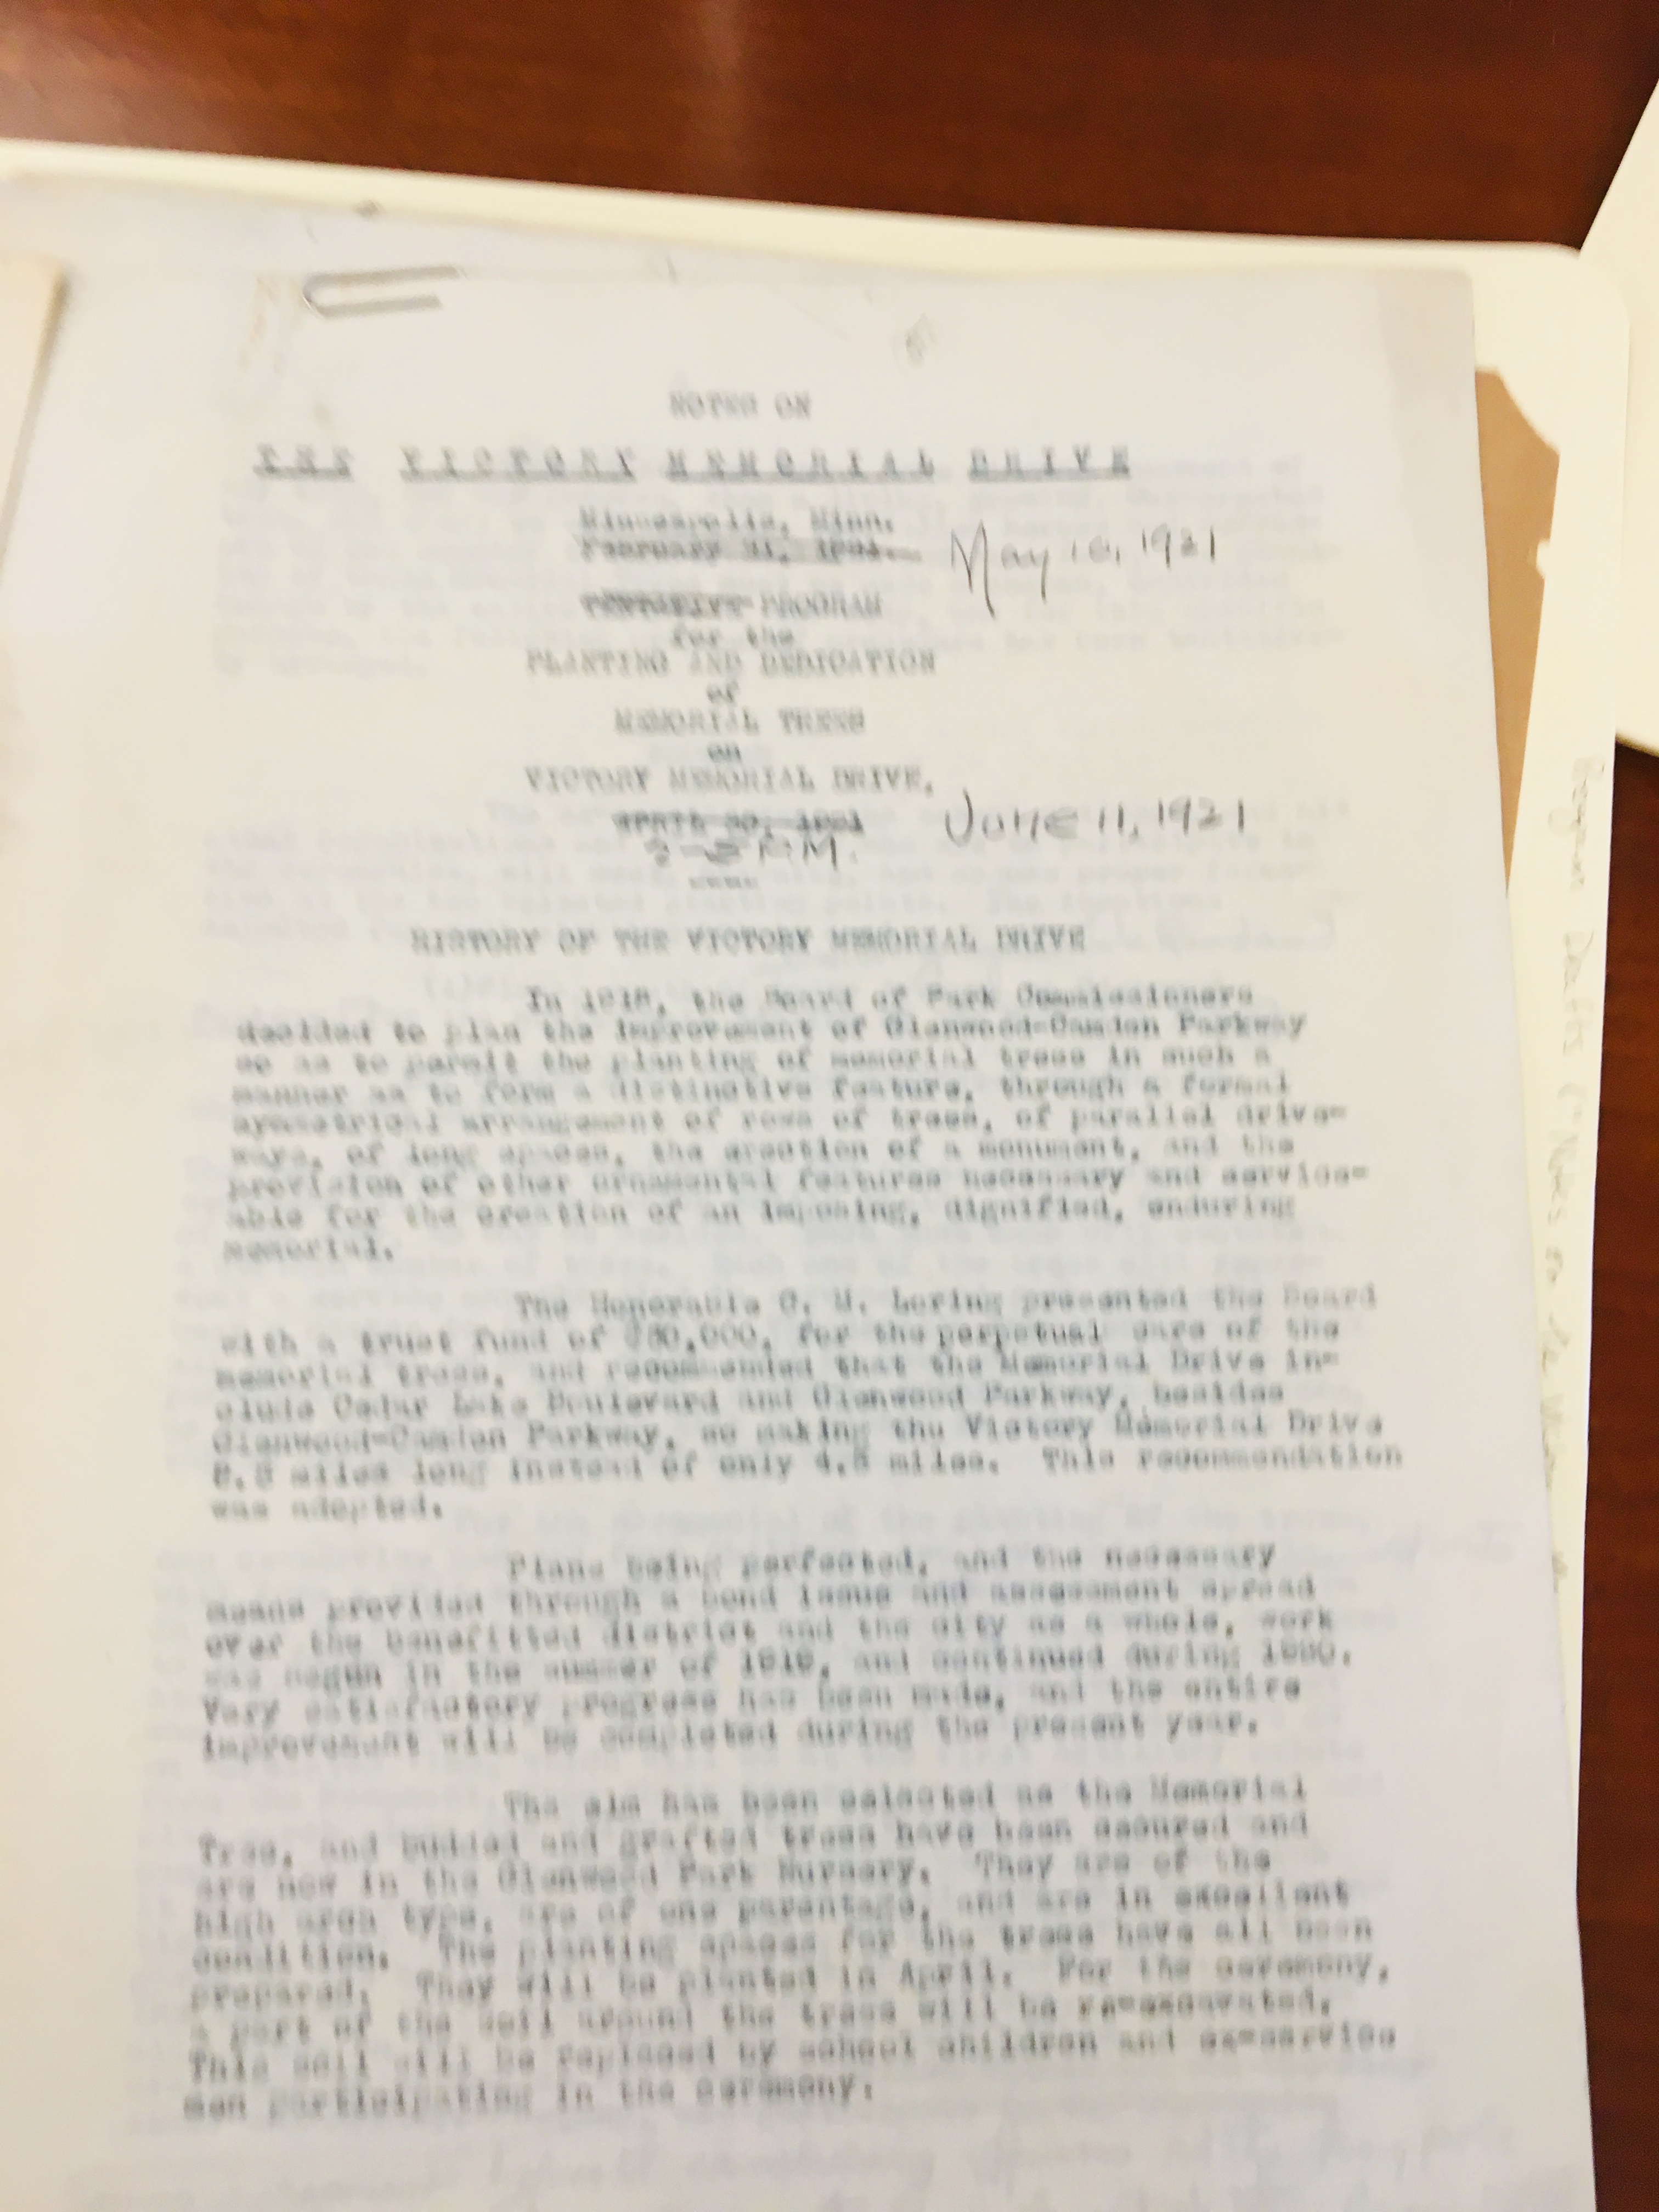 NOTES ON
THE VICTORY MEMORIAL DRIVE
Minneapolis, Minn.
February 21, 1921. May 10, 1921
TENTATIVE PROGRAM
for the
PLANTING AND DEDICATION
of
MEMORIAL TREES
on
VICTORY MEMORIAL DRIVE,
APRIL 30, 1921 JUNE 11, 1921
P.M.
HISTORY OF THE VICTORY MEMORIAL DRIVE
In the Board of Park Commissioners
decided to plan the improvement of Glenwood-Camden Parkway
so as to permit the planting of memorial trees in such a
manner as to form a distinctive feature, through a formal
symmetrical arrangement of rows of trees, of parallel drive-
ways, of long spaces, the erection of a monument, and the
provision of other ornamental features necessary and service-
able for the creation of an imposing, dignified, enduring
memorial.
The Honorable C. M. Loring presented the Board
with a trust fund of for the perpetual care of the
memorial trees, and recommended that the Memorial Drive in-
clude Cedar Lake Boulevard and Glenwood Parkway, besides
Glenwood-Camden Parkway, so making the Victory Memorial Drive
miles long instead of only miles. This recommendation
was adopted.
Plans being perfected, and the necessary
means provided through a bond issue and assessment spread
over the benefitted district and the city as a whole, work
was begun in the summer of 1919, and continued during 1920.
Very satisfactory progress has been made, and the entire
improvement will be completed during the present year.
The elm has been selected as the Memorial
Tree, and budded and grafted trees have been secured and
are now in the Glenwood Park Nursery. They are of the
high arch type, are of one parentage, and are in excellent
condition. The planting spaces for the trees have all been
prepared. They will be planted in April. For the ceremony,
a part of the soil around the trees will be re-excavated.
This soil will be replaced by school children and ex-service
men participating in the ceremony.
Drafts ("Notes on the